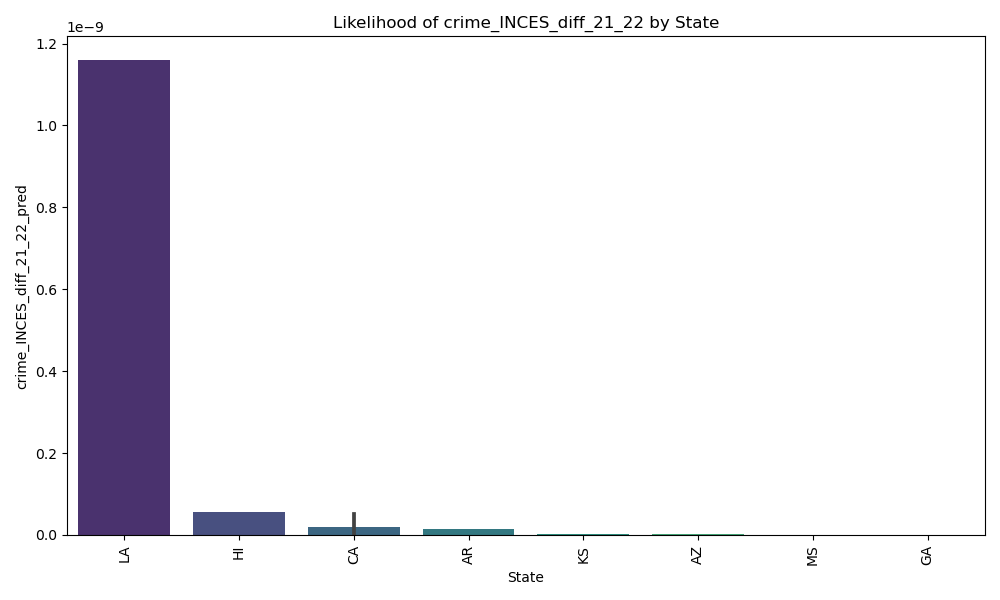 Likelihood of crime_INCES_diff_21_22 by State
1e−9
1.2
1.0
0.8
0.6
0.4
0.2
0.0
crime_INCES_diff_21_22_pred
LA
HI
CA
AR
KS
AZ
MS
GA
State